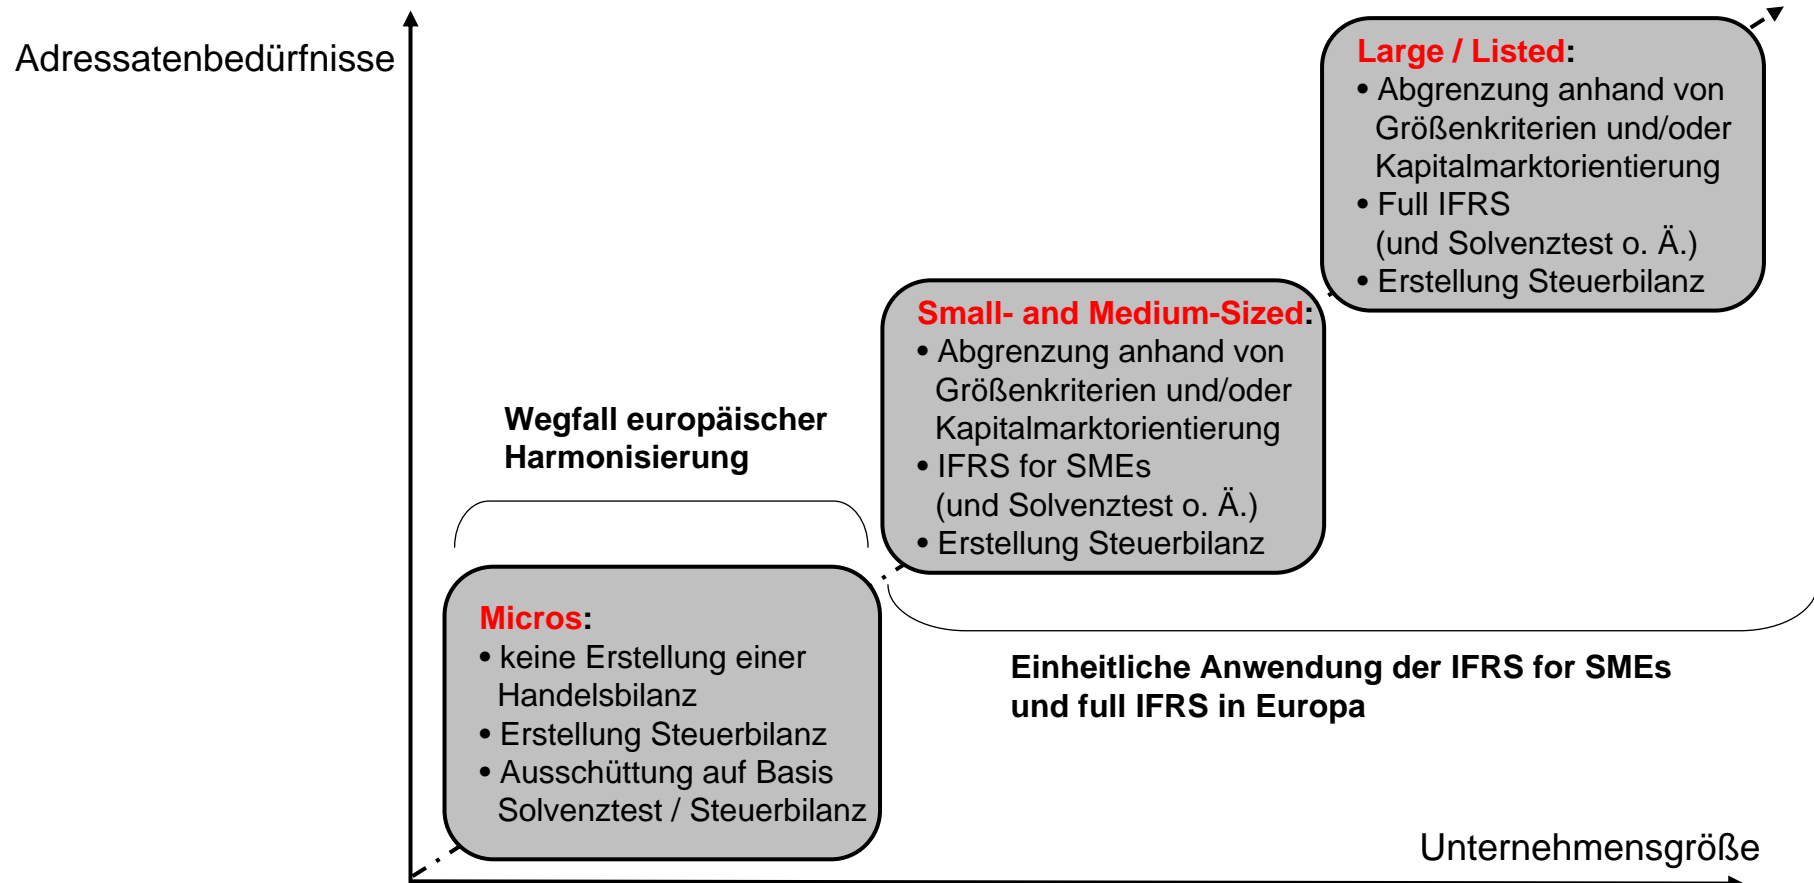 Adressatenbedürfnisse
Large / Listed:
• Abgrenzung anhand von
Größenkriterien und/oder
Kapitalmarktorientierung
• Full IFRS
(und Solvenztest o. Ä.)
• Erstellung Steuerbilanz
Small- and Medium-Sized:
• Abgrenzung anhand von
Größenkriterien und/oder
Kapitalmarktorientierung
• IFRS for SMEs
(und Solvenztest o. Ä.)
• Erstellung Steuerbilanz
Wegfall europäischer
Harmonisierung
Micros:
• keine Erstellung einer
Handelsbilanz
• Erstellung Steuerbilanz
• Ausschüttung auf Basis
Solvenztest / Steuerbilanz
Einheitliche Anwendung der IFRS for SMEs
und full IFRS in Europa
Unternehmensgröße